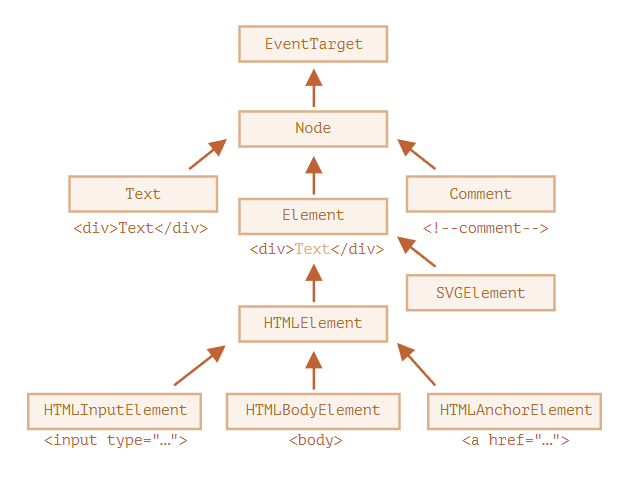 EventTarget
Node
Text
<div>Text</div>
Element
<div>Text</div>
Comment
<!--comment-->
SVGElement
HTMLElement
HTMLInputElement
<input type="…">
HTMLBodyElement
<body>
HTMLAnchorElement
<a href="…">